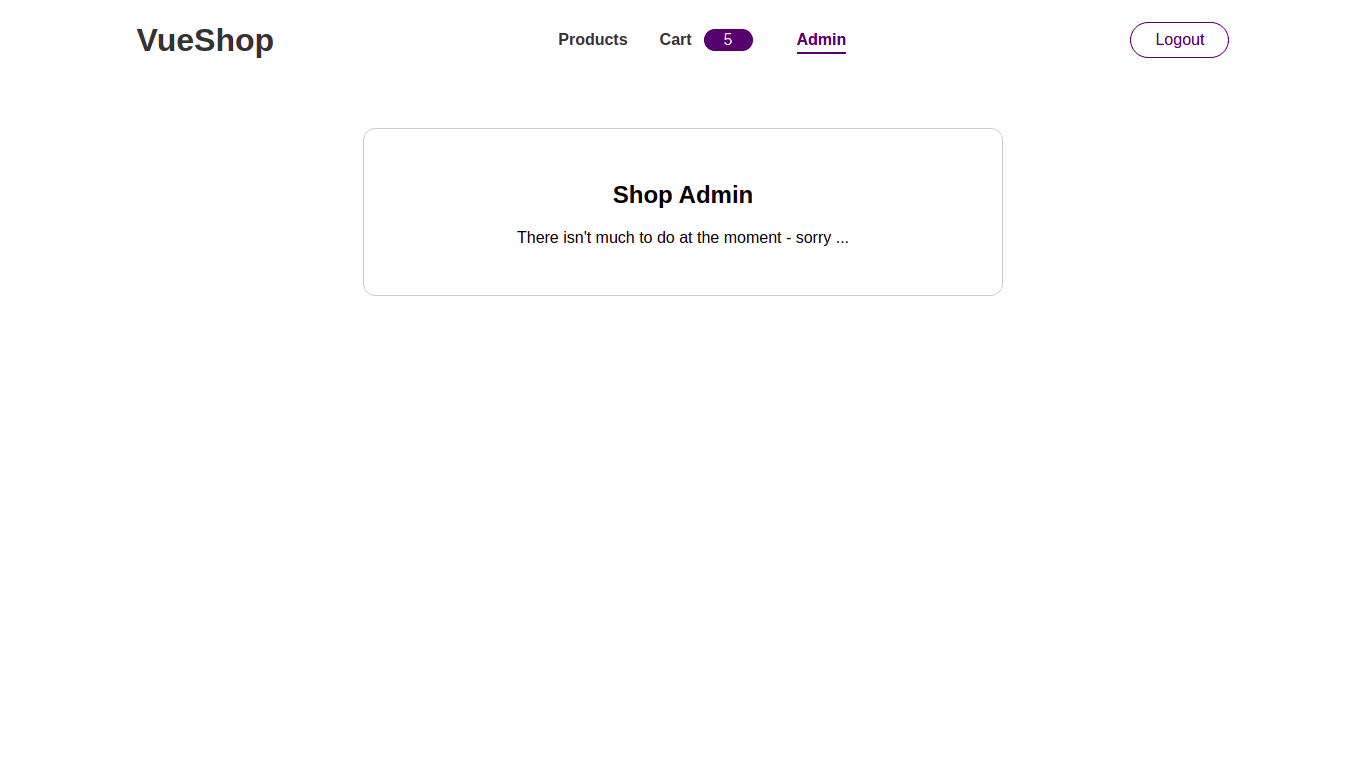 VueShop
Products Cart 5 Admin
Logout
Shop Admin
There isn't much to do at the moment - sorry ...